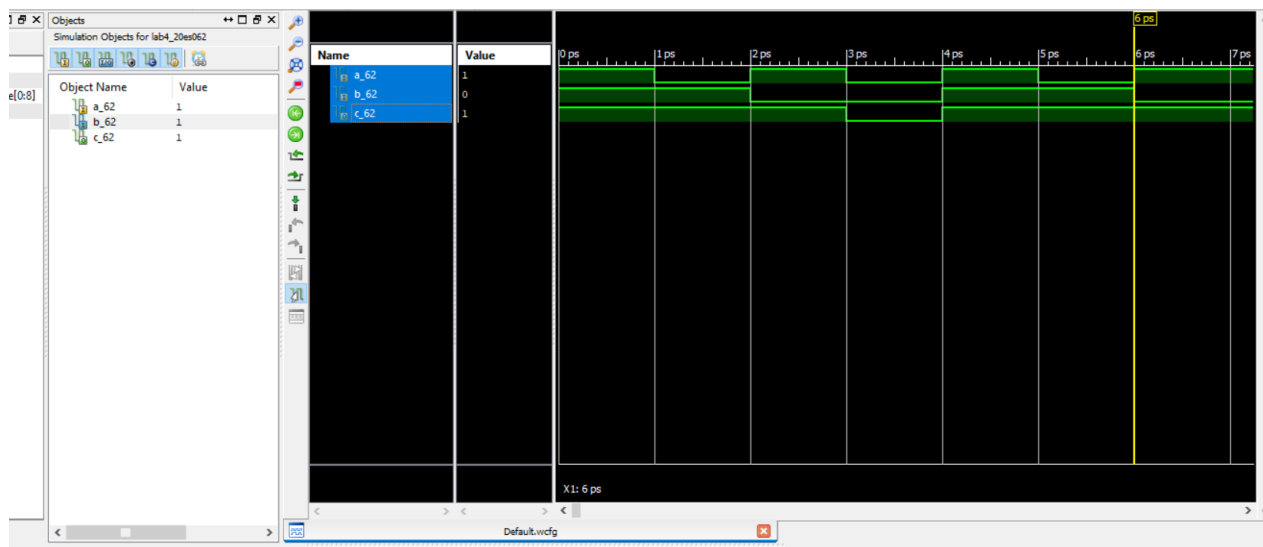 Objects
Simulation Objects for lab4_20es062
Object Name Value
a_62 1
b_62 1
c_62 1
e[0:8]
Name Value
a_62 1
b_62 0
c_62 1
6 ps
0 ps 1 ps 2 ps 3 ps 4 ps 5 ps 6 ps 7 ps
X1: 6 ps
Default.wcfg